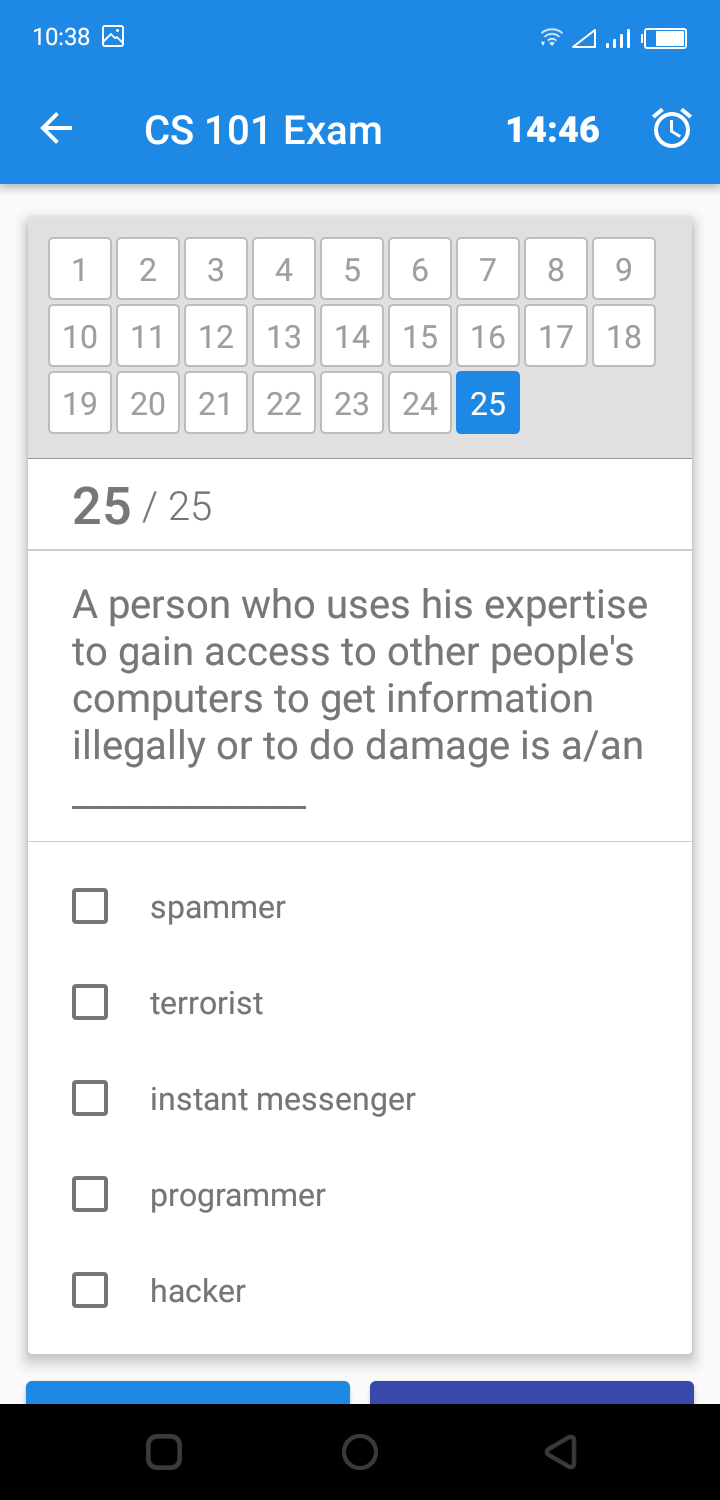 10:38
CS 101 Exam 14:46
1 2 3 4 5 6 7 8 9
10 11 12 13 14 15 16 17 18
19 20 21 22 23 24 25
25 / 25
A person who uses his expertise
to gain access to other people's
computers to get information
illegally or to do damage is a/an
_____________
spammer
terrorist
instant messenger
programmer
hacker